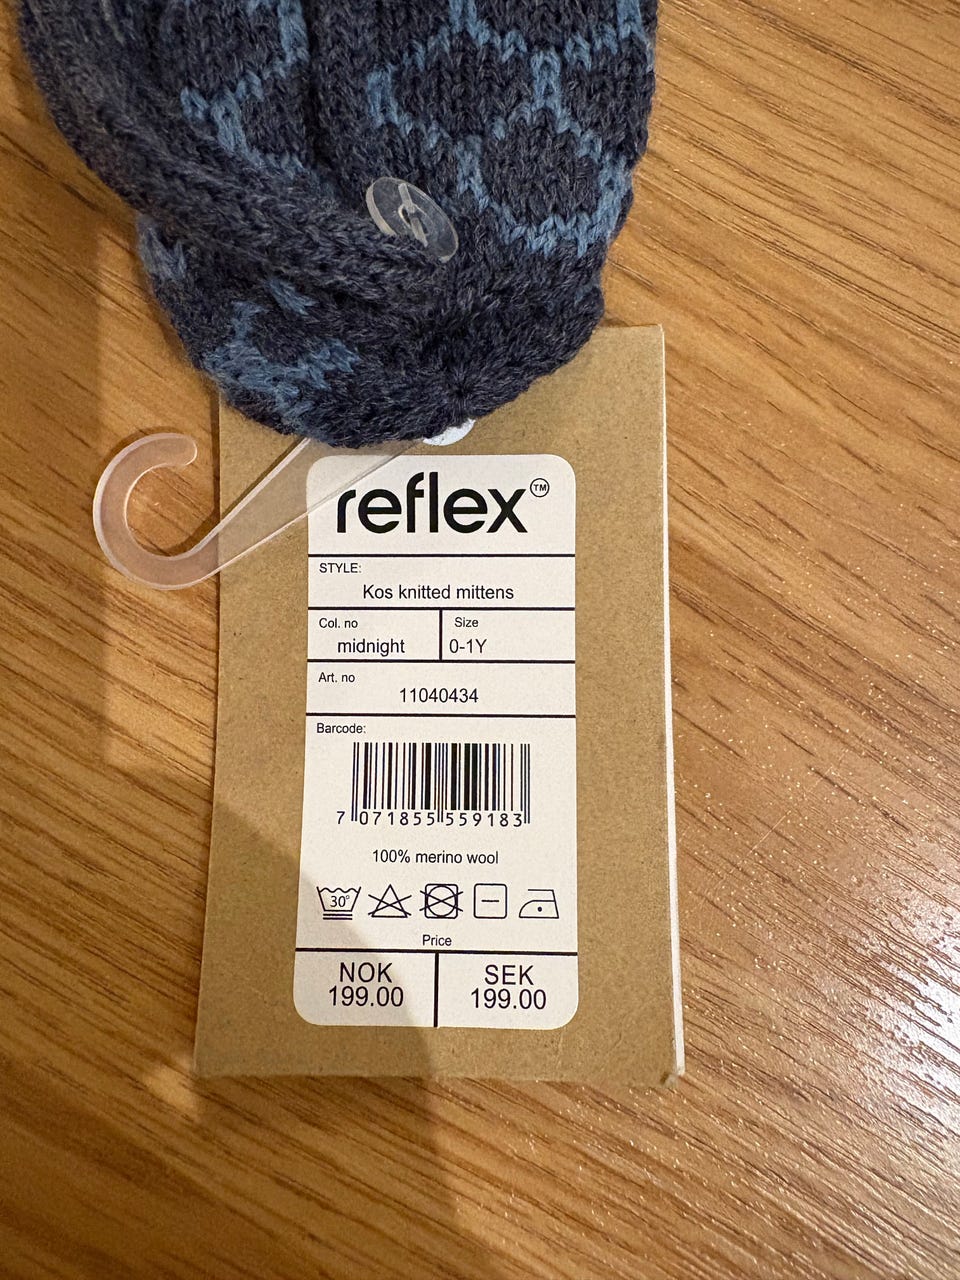 reflex™
STYLE:
Kos knitted mittens
Col. no
midnight
Size
0-1Y
Art. no
11040434
Barcode:
7 071855 559183
100% merino wool
30°
Price
NOK
199.00
SEK
199.00